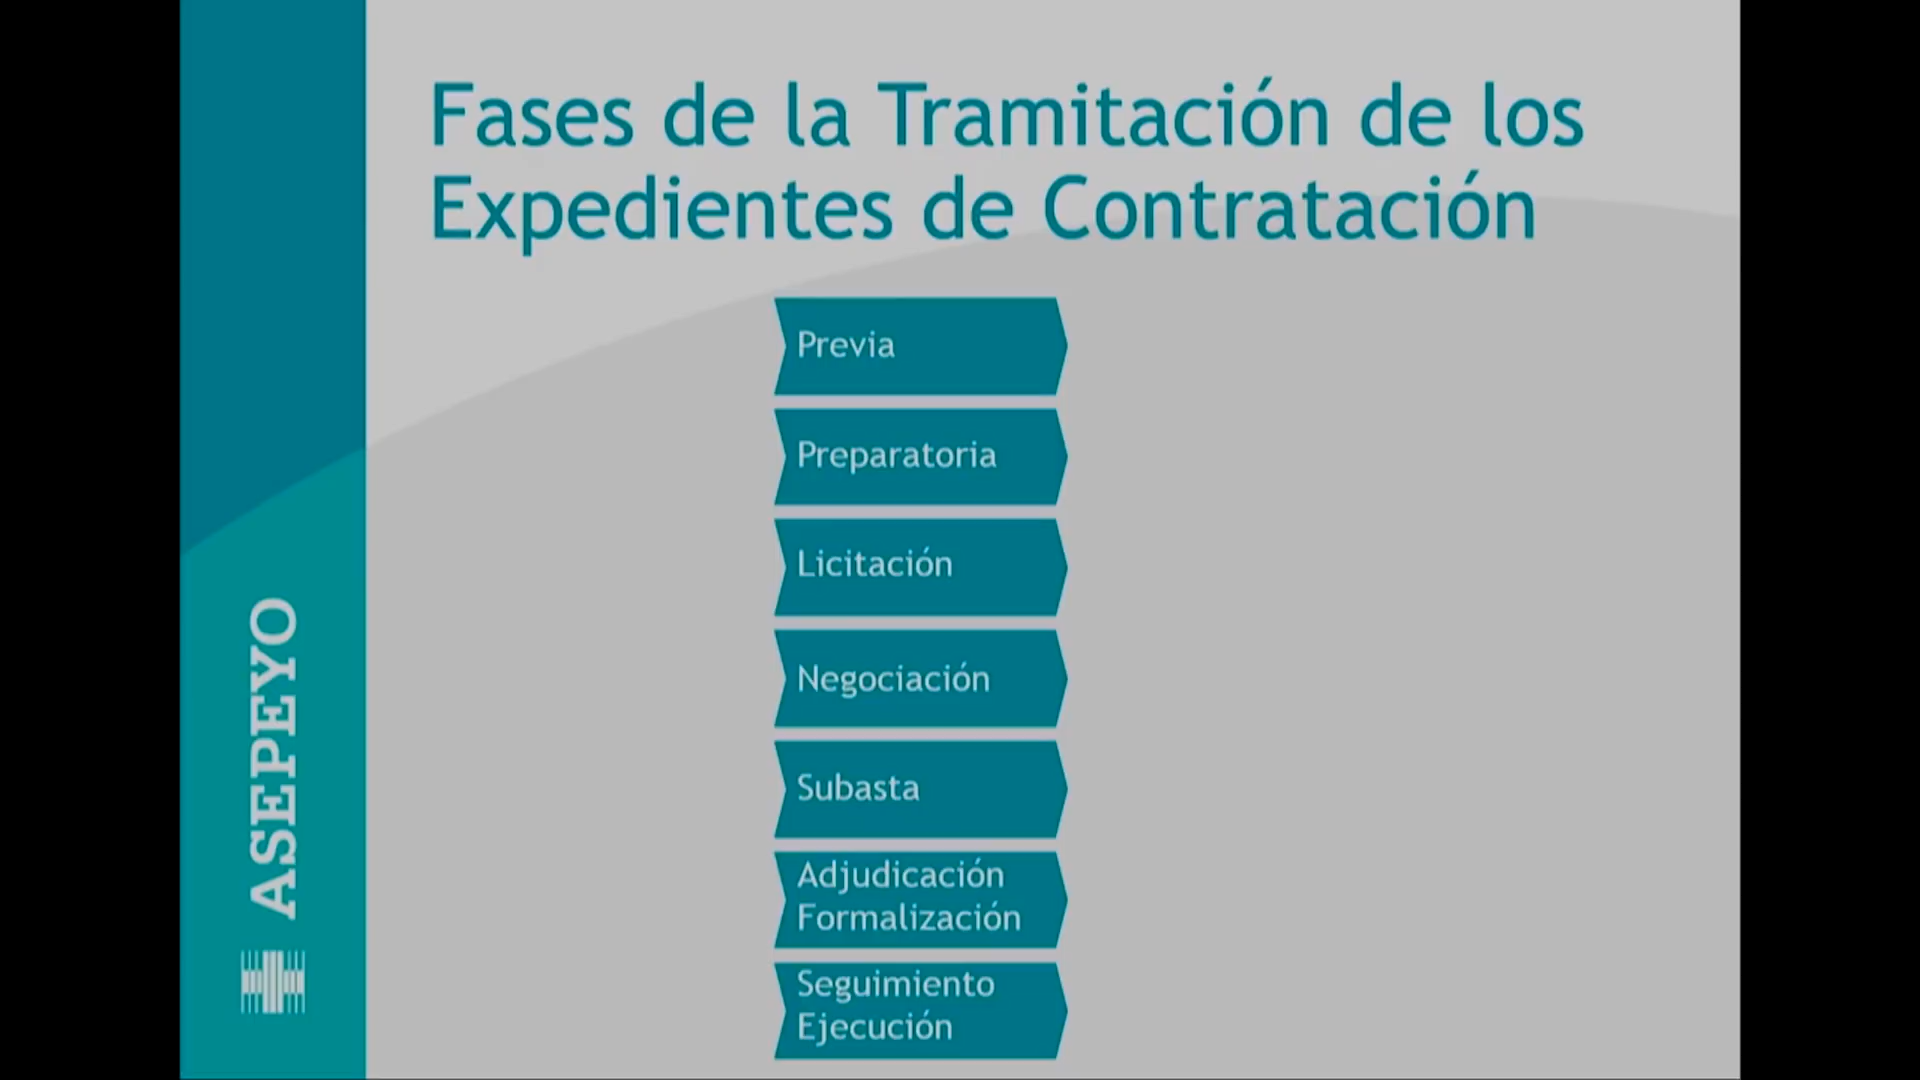 Fases de la Tramitación de los
Expedientes de Contratación
Previa
Preparatoria
Licitación
Negociación
Subasta
Adjudicación
Formalización
Seguimiento
Ejecución
ASEPEYO